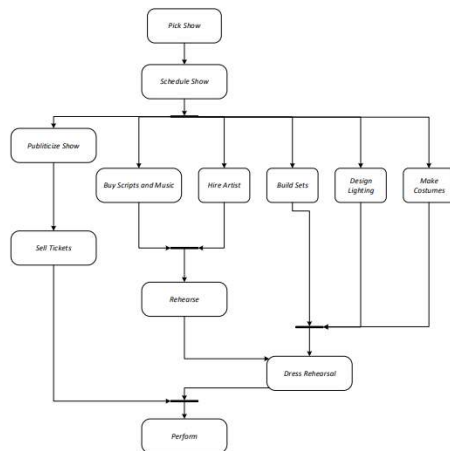 Pick Show
Schedule Show
Publiticize Show
Buy Scripts and Music
Hire Artist
Build Sets
Design
Lighting
Make
Costumes
Sell Tickets
Rehearse
Dress Rehearsal
Perform